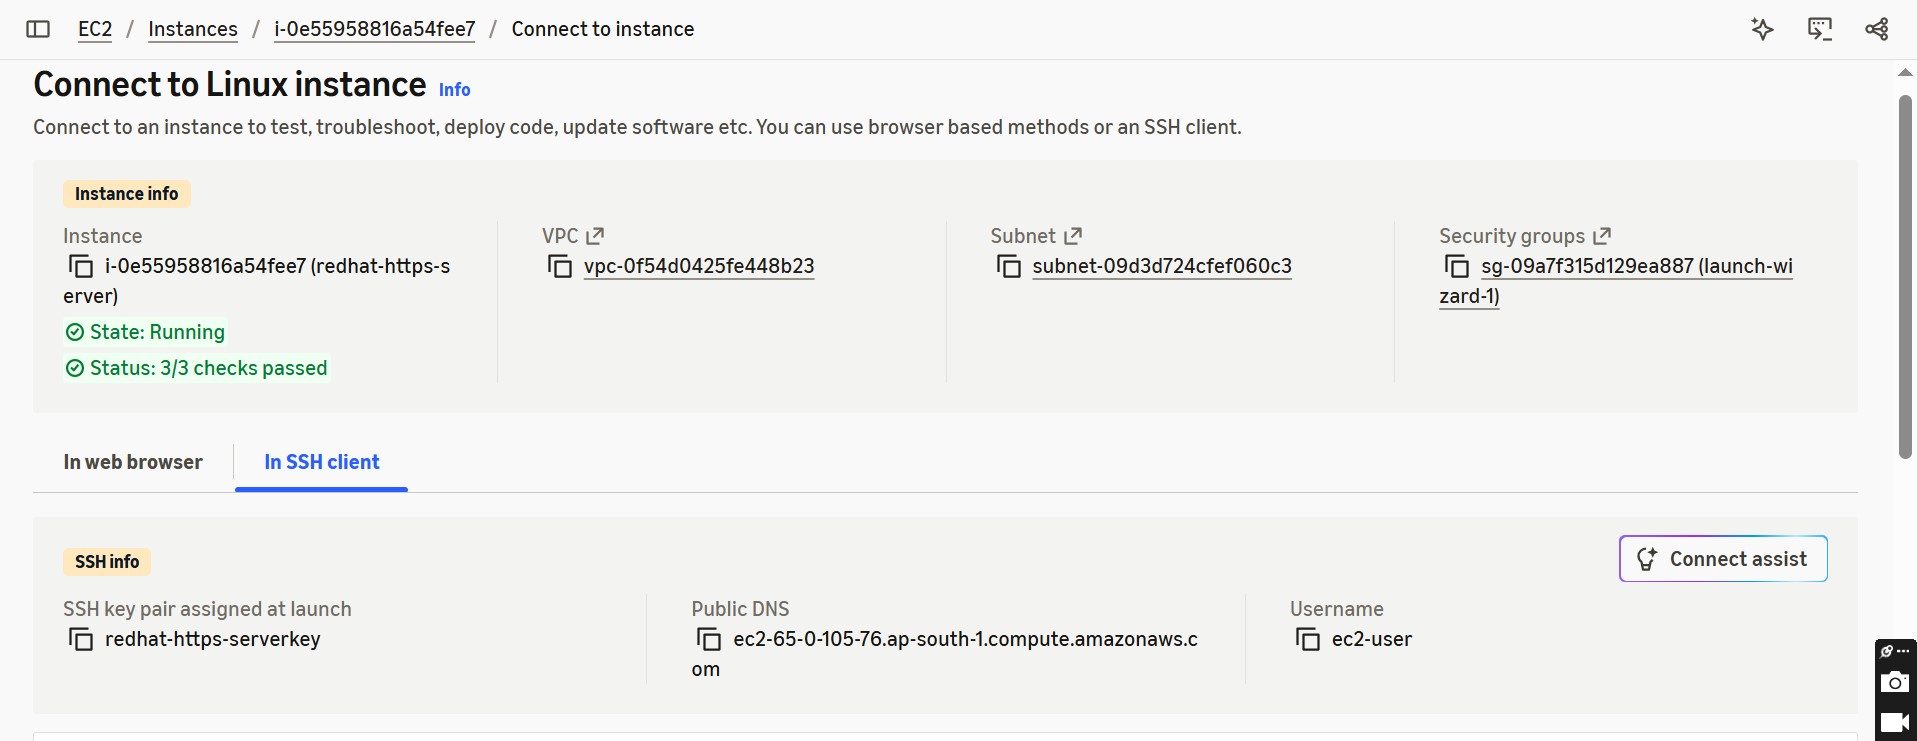 EC2 / Instances / i-0e55958816a54fee7 / Connect to instance
Connect to Linux instance Info
Connect to an instance to test, troubleshoot, deploy code, update software etc. You can use browser based methods or an SSH client.
Instance info
Instance
i-0e55958816a54fee7 (redhat-https-s
erver)
State: Running
Status: 3/3 checks passed
VPC
vpc-0f54d0425fe448b23
Subnet
subnet-09d3d724cfef060c3
Security groups
sg-09a7f315d129ea887 (launch-wi
zard-1)
In web browser
In SSH client
SSH info
Connect assist
SSH key pair assigned at launch
redhat-https-serverkey
Public DNS
ec2-65-0-105-76.ap-south-1.compute.amazonaws.c
om
Username
ec2-user